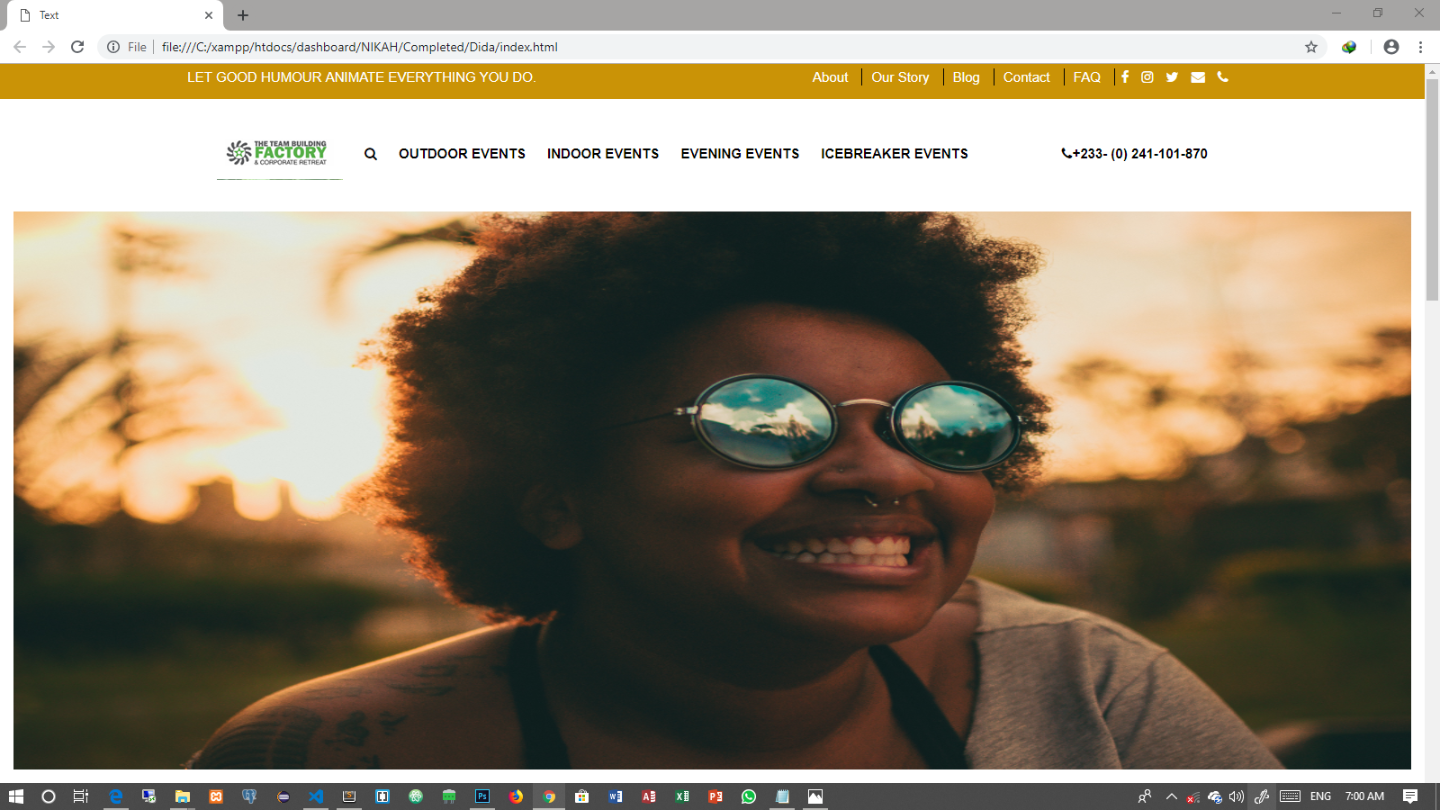 Text
File file:///C:/xampp/htdocs/dashboard/NIKAH/Completed/Dida/index.html
LET GOOD HUMOUR ANIMATE EVERYTHING YOU DO.
About
Our Story
Blog
Contact
FAQ
THE TEAM BUILDING
FACTORY
& CORPORATE RETREAT
OUTDOOR EVENTS
INDOOR EVENTS
EVENING EVENTS
ICEBREAKER EVENTS
+233- (0) 241-101-870
ENG
7:00 AM